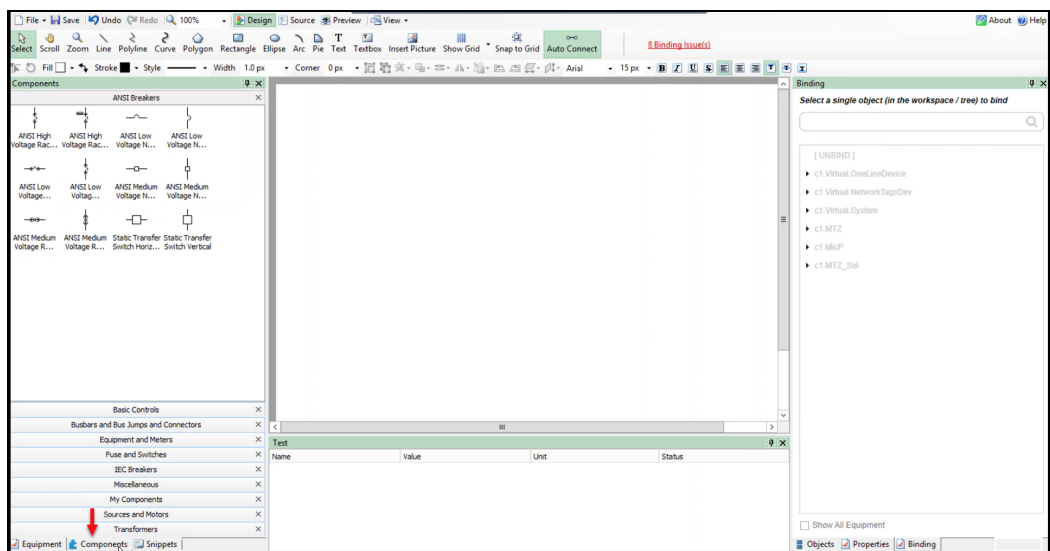 File Save Undo Redo 100% Design Source Preview View About Help
Select Scroll Zoom Line Polyline Curve Polygon Rectangle Ellipse Arc Pie Text Textbox Insert Picture Show Grid Snap to Grid Auto Connect 8 Binding Issue(s)
Fill Stroke Style Width 1.0 px Corner 0 px Arial 15 px B I U S
Components
ANSI Breakers
ANSI High Voltage Rac... ANSI High Voltage Rac... ANSI Low Voltage N... ANSI Low Voltage N...
ANSI Low Voltage... ANSI Low Voltag... ANSI Medium Voltage N... ANSI Medium Voltage N...
ANSI Medium Voltage R... ANSI Medium Voltage R... Static Transfer Switch Horiz... Static Transfer Switch Vertical
Basic Controls
Busbars and Bus Jumps and Connectors
Equipment and Meters
Fuse and Switches
IEC Breakers
Miscellaneous
My Components
Sources and Motors
Transformers
Equipment Components Snippets
Test
Name Value Unit Status
Binding
Select a single object (in the workspace / tree) to bind
[ UNBIND ]
c1.Virtual.OneLineDevice
c1.Virtual.NetworkTagsDev
c1.Virtual.System
c1.MTZ
c1.MicP
c1.MTZ_Sol
Show All Equipment
Objects Properties Binding